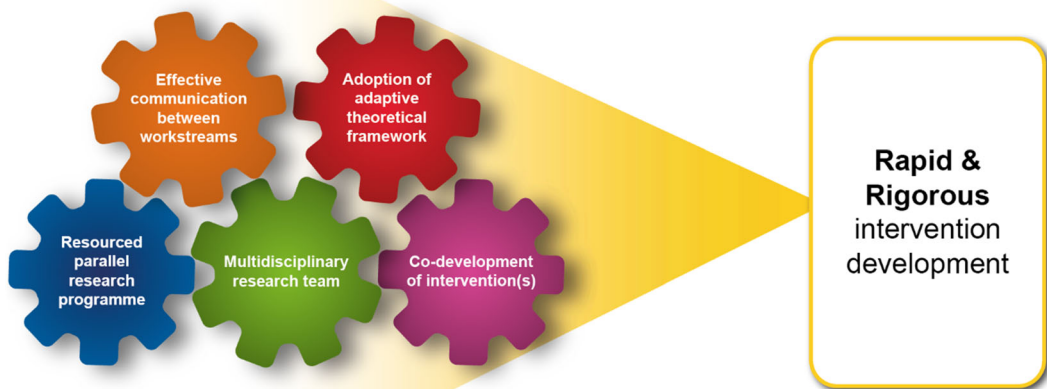 Effective
communication
between
workstreams
Adoption of
adaptive
theoretical
framework
Resourced
parallel
research
programme
Multidisciplinary
research team
Co-development
of intervention(s)
Rapid &
Rigorous
intervention
development